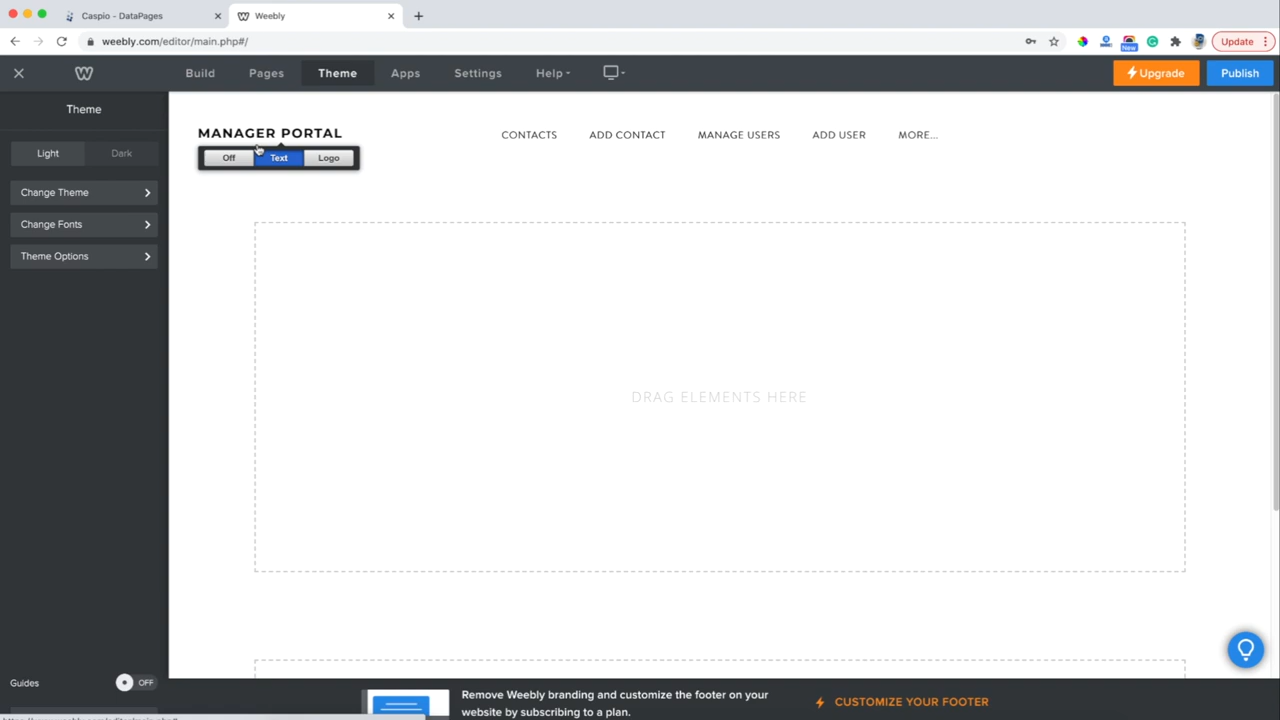 Caspio - DataPages
Weebly
weebly.com/editor/main.php#/
New
Update
Build
Pages
Theme
Apps
Settings
Help
Upgrade
Publish
Theme
Light
Dark
Change Theme
Change Fonts
Theme Options
Guides
OFF
MANAGER PORTAL
CONTACTS
ADD CONTACT
MANAGE USERS
ADD USER
MORE...
Off
Text
Logo
DRAG ELEMENTS HERE
Remove Weebly branding and customize the footer on your
website by subscribing to a plan.
CUSTOMIZE YOUR FOOTER